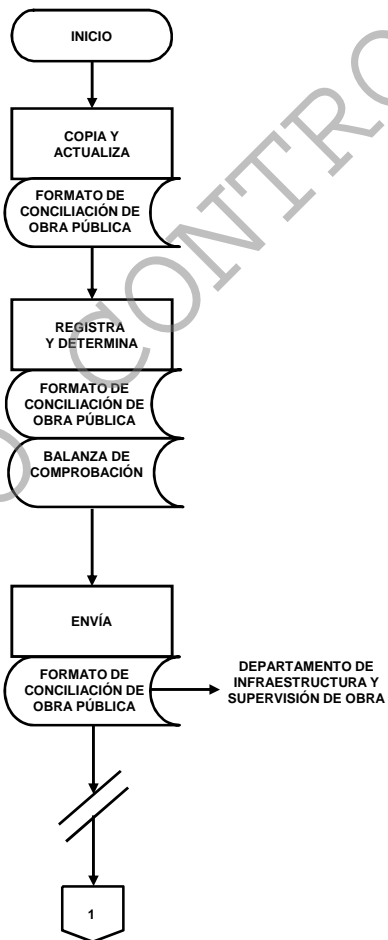 INICIO
COPIA Y
ACTUALIZA
FORMATO DE
CONCILIACIÓN DE
OBRA PÚBLICA
REGISTRA
Y DETERMINA
FORMATO DE
CONCILIACIÓN DE
OBRA PÚBLICA
BALANZA DE
COMPROBACIÓN
ENVÍA
FORMATO DE
CONCILIACIÓN DE
OBRA PÚBLICA
DEPARTAMENTO DE
INFRAESTRUCTURA Y
SUPERVISIÓN DE OBRA
1